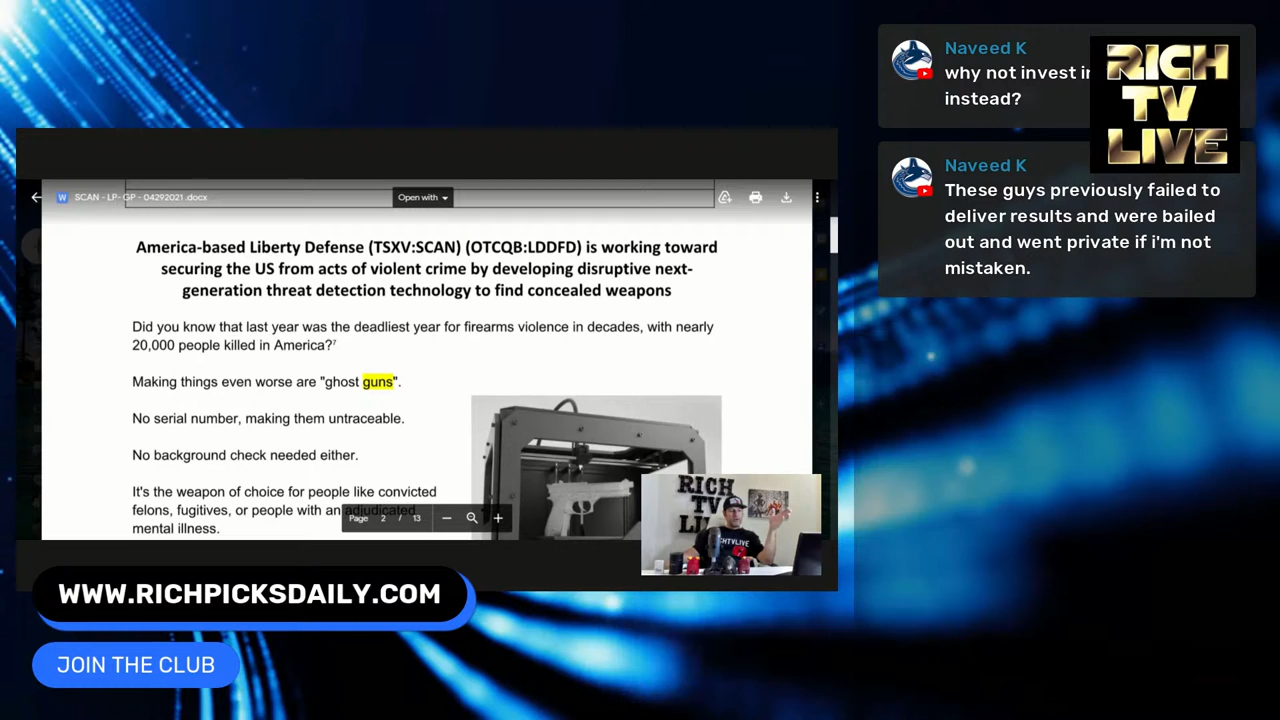 Naveed K
why not invest in
instead?
RICH
TV
LIVE
Naveed K
These guys previously failed to
deliver results and were bailed
out and went private if i'm not
mistaken.
SCAN - LP- GP - 04292021 .docx
Open with
America-based Liberty Defense (TSXV:SCAN) (OTCQB:LDDFD) is working toward
securing the US from acts of violent crime by developing disruptive next-
generation threat detection technology to find concealed weapons
Did you know that last year was the deadliest year for firearms violence in decades, with nearly
20,000 people killed in America?⁷
Making things even worse are "ghost guns".
No serial number, making them untraceable.
No background check needed either.
It's the weapon of choice for people like convicted
felons, fugitives, or people with an adjudicated
mental illness.
Page 2 / 13
RICH
TV
LI
RICHTVLIVE
WWW.RICHPICKSDAILY.COM
JOIN THE CLUB